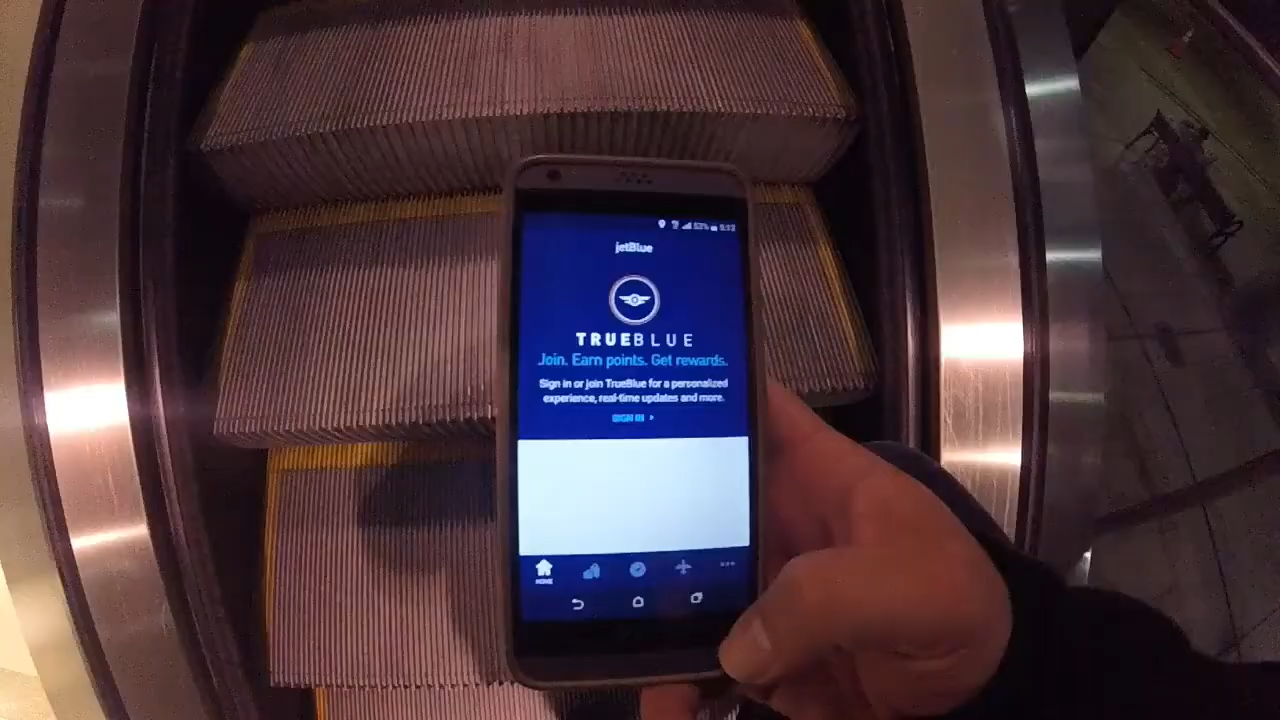 jetBlue
TRUEBLUE
Join. Earn points. Get rewards.
Sign in or join TrueBlue for a personalized
experience, real-time updates and more.
SIGN IN >
HOME